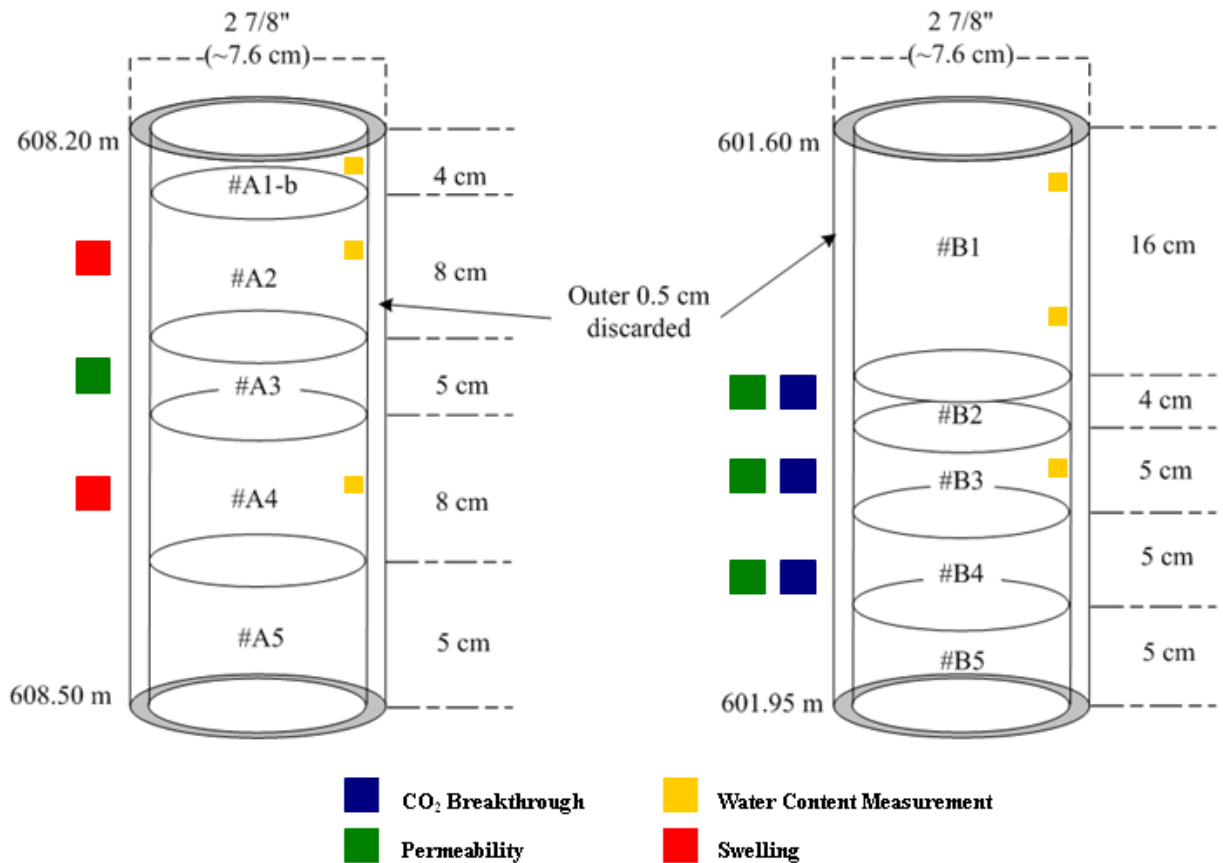 2 7/8"
(~7.6 cm)
608.20 m
#A1-b
4 cm
#A2
8 cm
#A3
5 cm
#A4
8 cm
#A5
5 cm
608.50 m
Outer 0.5 cm
discarded
2 7/8"
(~7.6 cm)
601.60 m
#B1
16 cm
#B2
4 cm
#B3
5 cm
#B4
5 cm
#B5
5 cm
601.95 m
CO₂ Breakthrough
Water Content Measurement
Permeability
Swelling